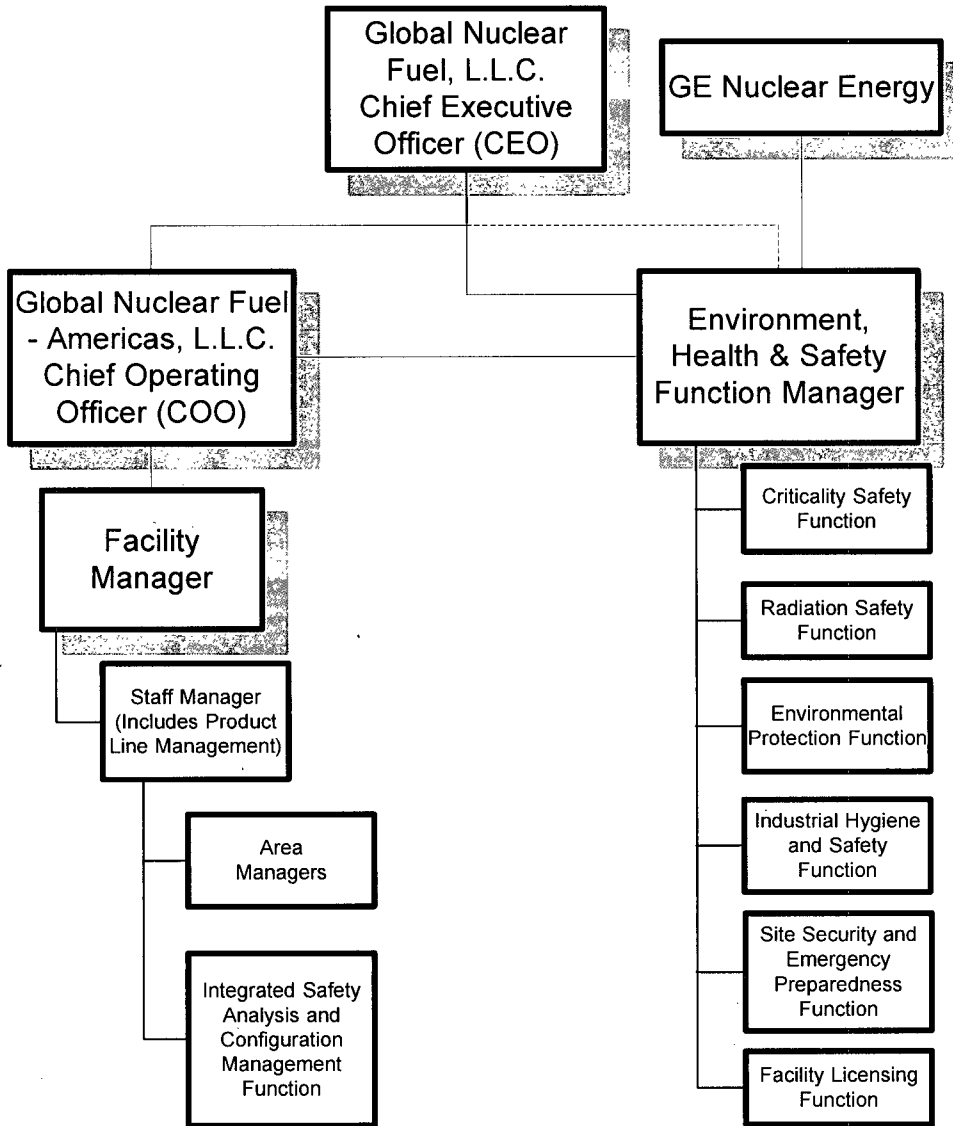 Global Nuclear
Fuel, L.L.C.
Chief Executive
Officer (CEO)
GE Nuclear Energy
Global Nuclear Fuel
- Americas, L.L.C.
Chief Operating
Officer (COO)
Environment,
Health & Safety
Function Manager
Facility
Manager
Staff Manager
(Includes Product
Line Management)
Area
Managers
Integrated Safety
Analysis and
Configuration
Management
Function
Criticality Safety
Function
Radiation Safety
Function
Environmental
Protection Function
Industrial Hygiene
and Safety
Function
Site Security and
Emergency
Preparedness
Function
Facility Licensing
Function